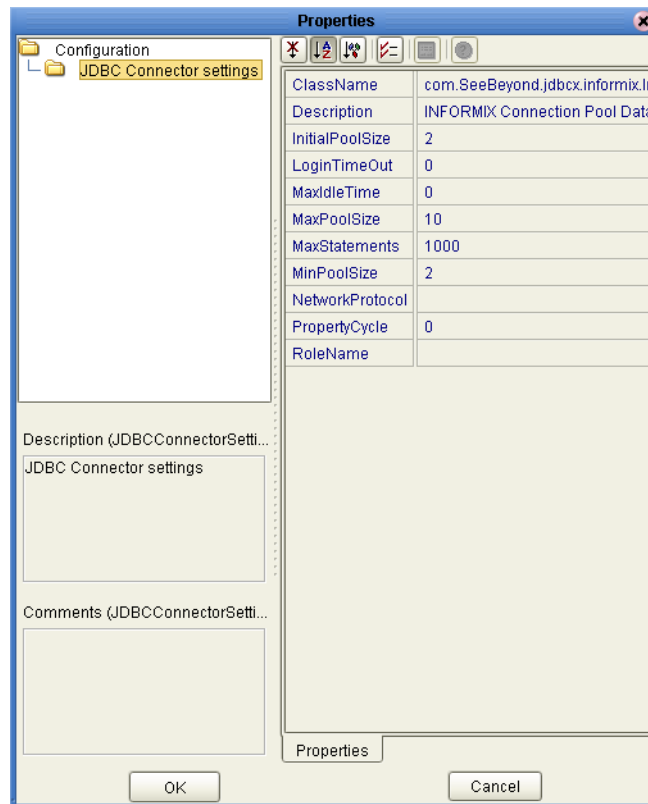 Properties
Configuration
JDBC Connector settings
ClassName com.SeeBeyond.jdbcx.informix.I
Description INFORMIX Connection Pool Data
InitialPoolSize 2
LoginTimeOut 0
MaxIdleTime 0
MaxPoolSize 10
MaxStatements 1000
MinPoolSize 2
NetworkProtocol
PropertyCycle 0
RoleName
Description (JDBCConnectorSetti...
JDBC Connector settings
Comments (JDBCConnectorSetti...
Properties
OK Cancel